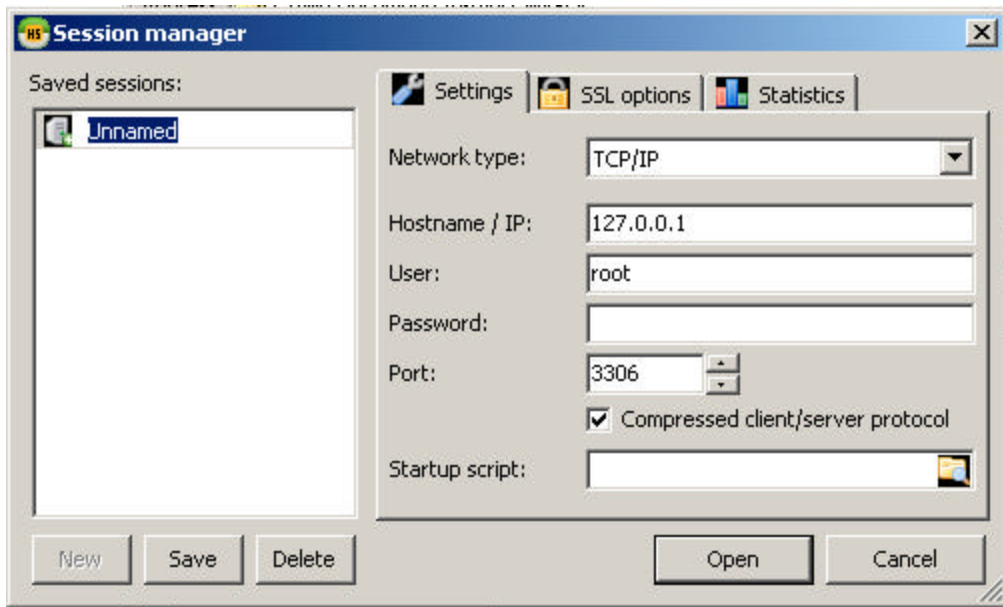 HS Session manager
Saved sessions:
Unnamed
Settings
SSL options
Statistics
Network type:
TCP/IP
Hostname / IP:
127.0.0.1
User:
root
Password:
Port:
3306
Compressed client/server protocol
Startup script:
New
Save
Delete
Open
Cancel